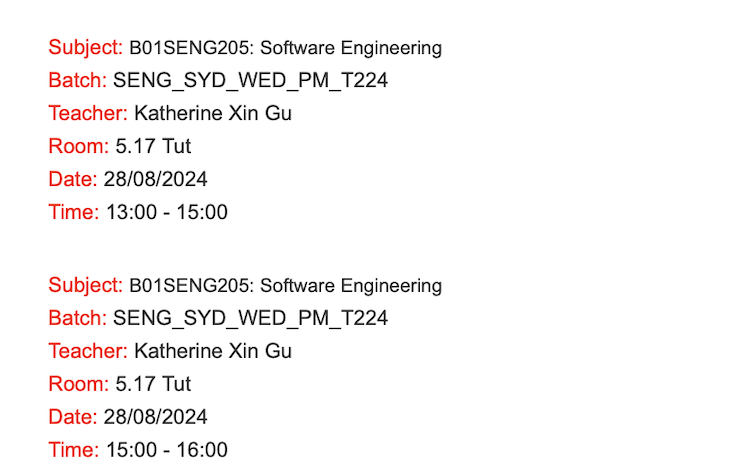 Subject: B01SENG205: Software Engineering
Batch: SENG_SYD_WED_PM_T224
Teacher: Katherine Xin Gu
Room: 5.17 Tut
Date: 28/08/2024
Time: 13:00 - 15:00
Subject: B01SENG205: Software Engineering
Batch: SENG_SYD_WED_PM_T224
Teacher: Katherine Xin Gu
Room: 5.17 Tut
Date: 28/08/2024
Time: 15:00 - 16:00